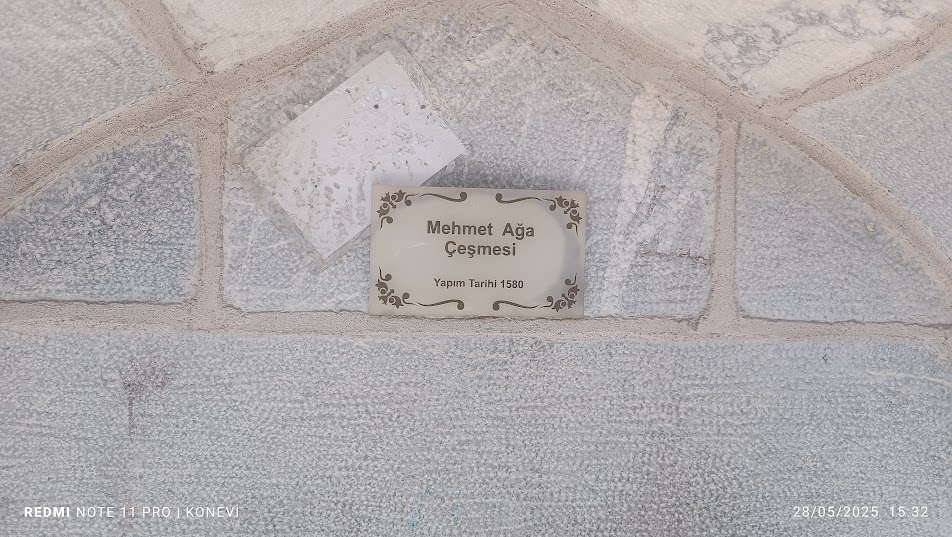 Mehmet Ağa
Çeşmesi
Yapım Tarihi 1580
REDMI NOTE 11 PRO | KONEVİ
28/05/2025 15:32